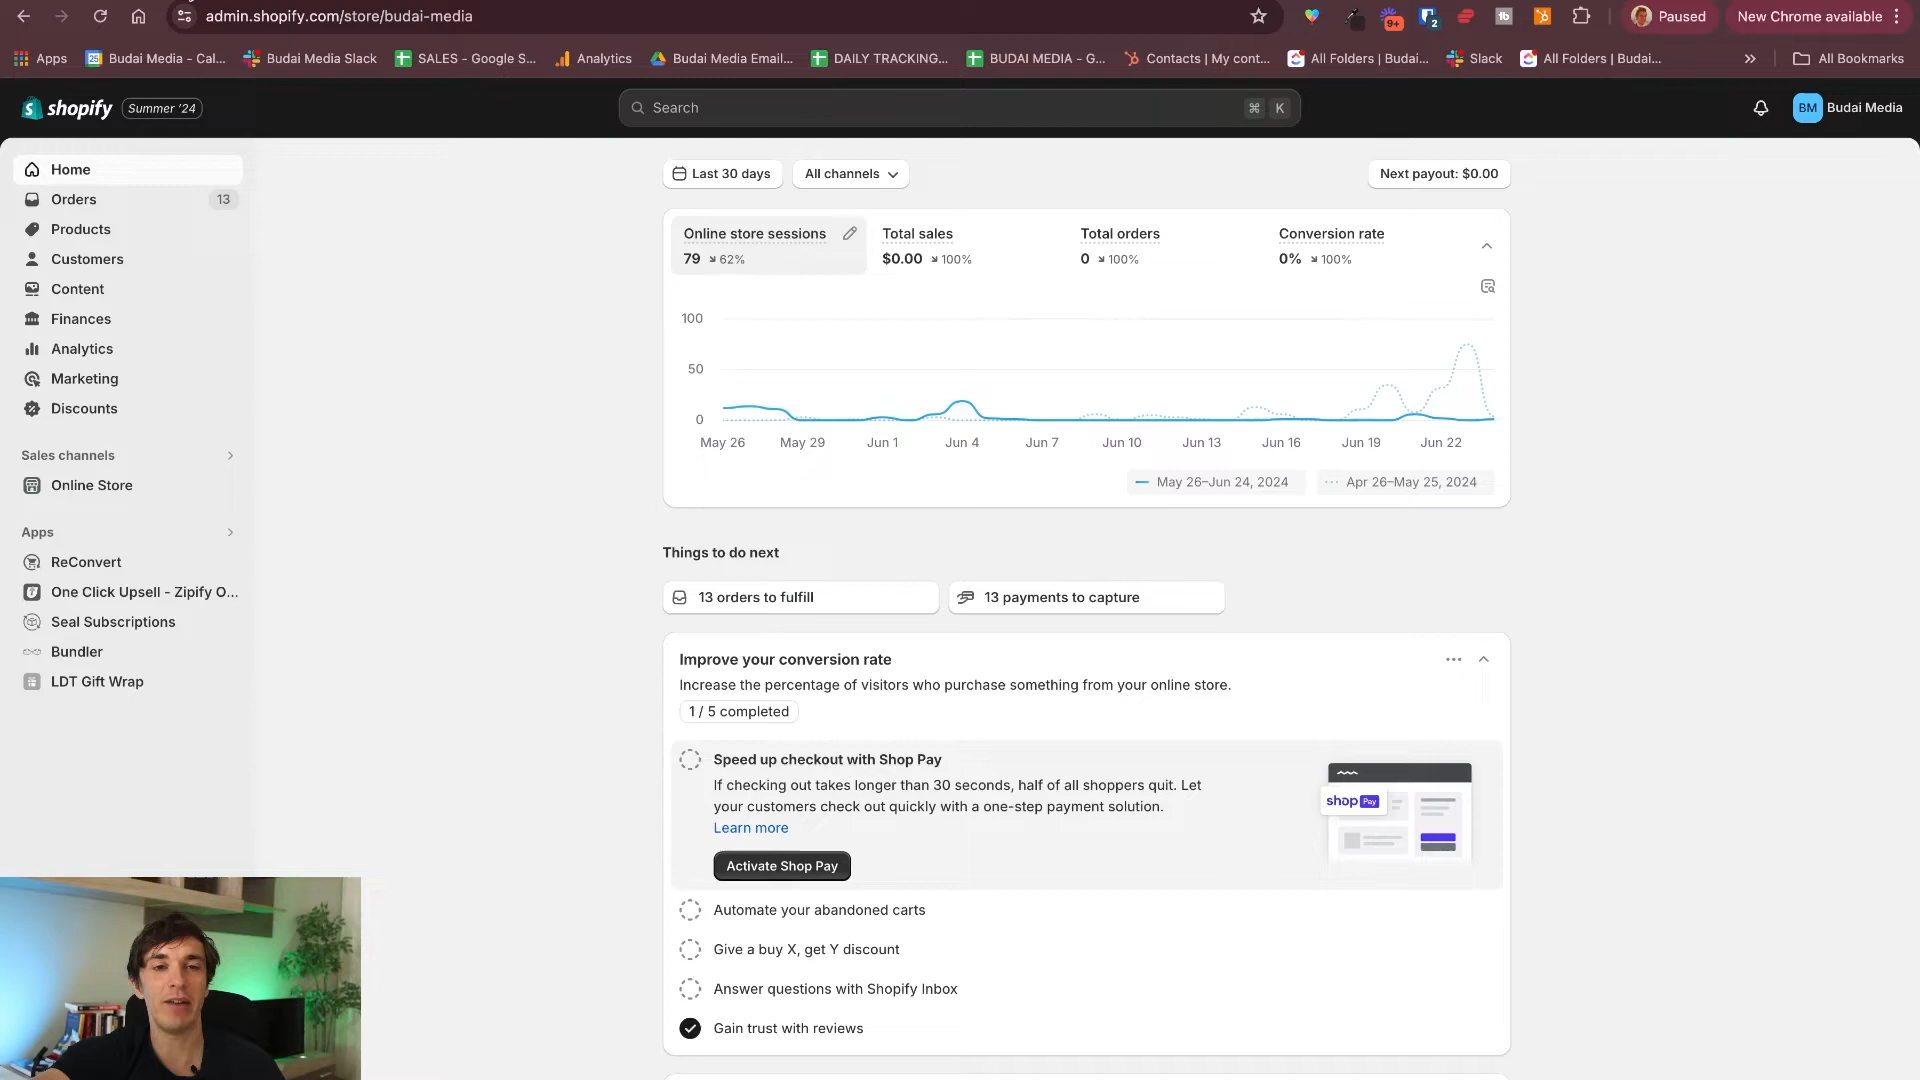 admin.shopify.com/store/budai-media
9+
2
tb
Paused
New Chrome available
Apps
25
Budai Media - Cal...
Budai Media Slack
SALES - Google S...
Analytics
Budai Media Email...
DAILY TRACKING...
BUDAI MEDIA - G...
Contacts | My cont...
All Folders | Budai...
Slack
All Folders | Budai...
All Bookmarks
shopify
Summer '24
Search
⌘ K
BM
Budai Media
Home
Orders
13
Products
Customers
Content
Finances
Analytics
Marketing
Discounts
Sales channels
Online Store
Apps
ReConvert
One Click Upsell - Zipify O...
Seal Subscriptions
Bundler
LDT Gift Wrap
Last 30 days
All channels
Next payout: $0.00
Online store sessions
79 62%
Total sales
$0.00 100%
Total orders
0 100%
Conversion rate
0% 100%
100
50
0
May 26
May 29
Jun 1
Jun 4
Jun 7
Jun 10
Jun 13
Jun 16
Jun 19
Jun 22
May 26–Jun 24, 2024
Apr 26–May 25, 2024
Things to do next
13 orders to fulfill
13 payments to capture
Improve your conversion rate
Increase the percentage of visitors who purchase something from your online store.
1 / 5 completed
Speed up checkout with Shop Pay
If checking out takes longer than 30 seconds, half of all shoppers quit. Let
your customers check out quickly with a one-step payment solution.
Learn more
Activate Shop Pay
shop Pay
Automate your abandoned carts
Give a buy X, get Y discount
Answer questions with Shopify Inbox
Gain trust with reviews